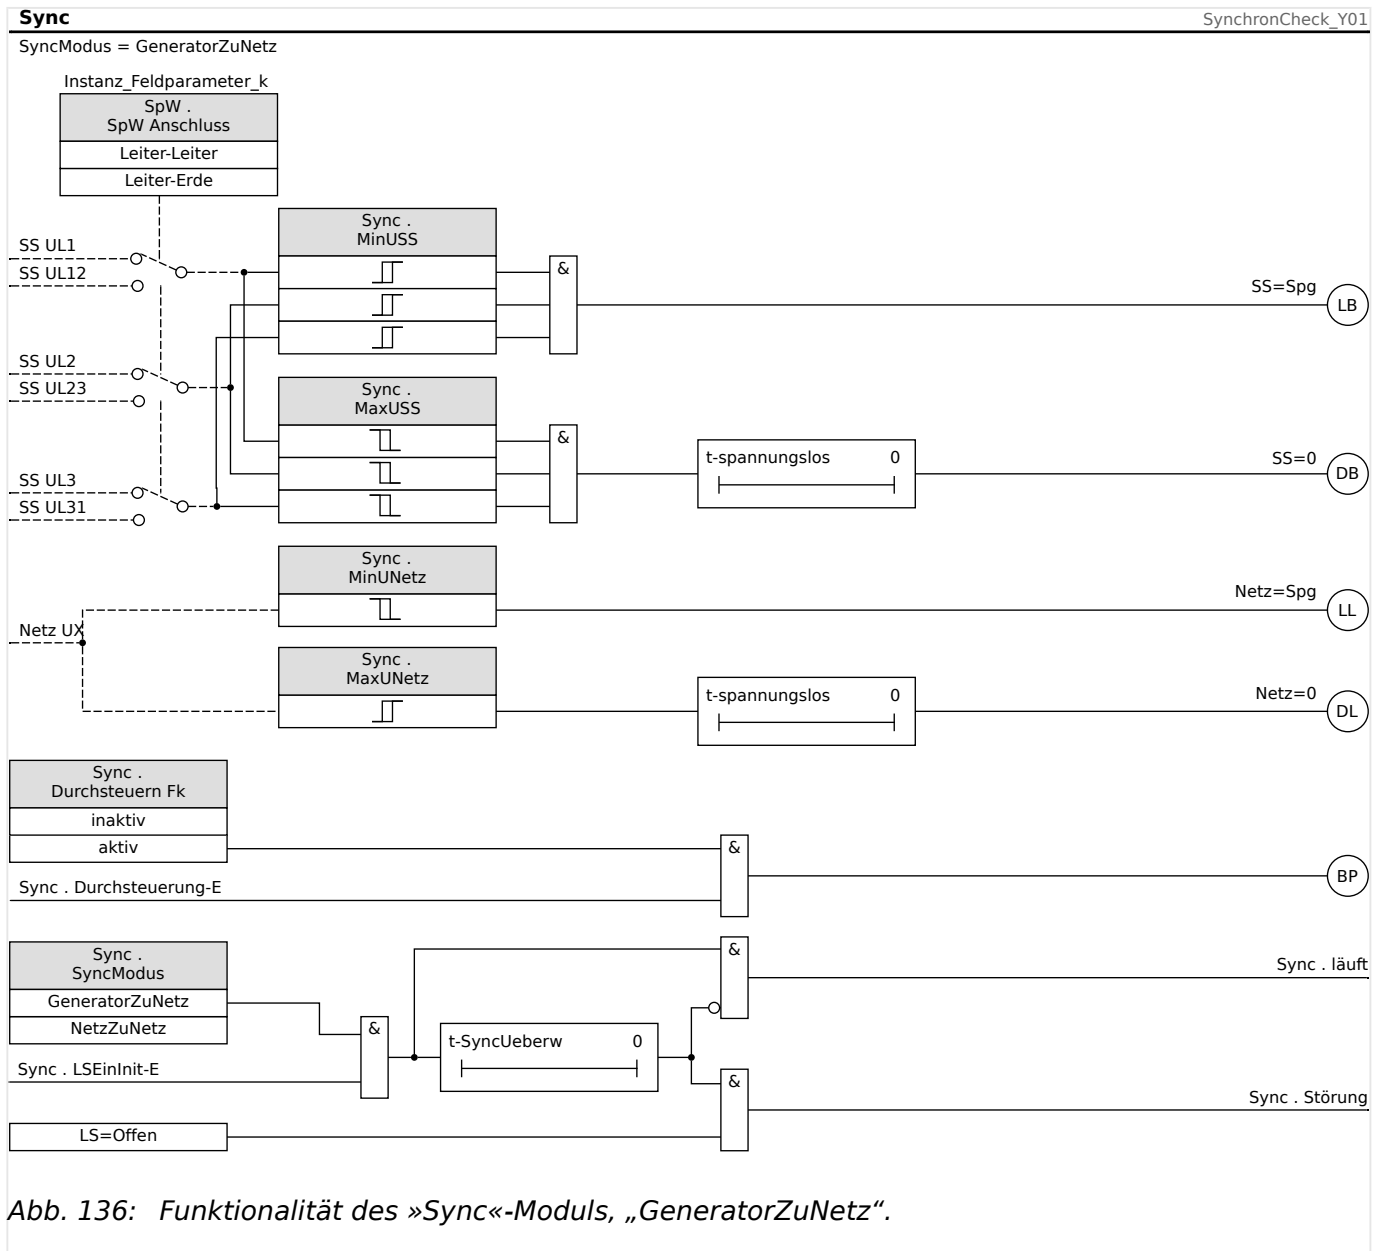 Sync
SynchronCheck_Y01
SyncModus = GeneratorZuNetz
Instanz_Feldparameter_k
SpW .
SpW Anschluss
Leiter-Leiter
Leiter-Erde
Sync .
MinUSS
SS UL1
SS UL12
&
SS=Spg
LB
SS UL2
SS UL23
Sync .
MaxUSS
&
t-spannungslos 0
SS=0
DB
SS UL3
SS UL31
Sync .
MinUNetz
Netz=Spg
LL
Netz UX
Sync .
MaxUNetz
t-spannungslos 0
Netz=0
DL
Sync .
Durchsteuern Fk
inaktiv
aktiv
&
BP
Sync . Durchsteuerung-E
Sync .
SyncModus
GeneratorZuNetz
NetzZuNetz
&
Sync . läuft
&
t-SyncUeberw 0
Sync . LSEinInit-E
&
Sync . Störung
LS=Offen
Abb. 136: Funktionalität des »Sync«-Moduls, „GeneratorZuNetz“.